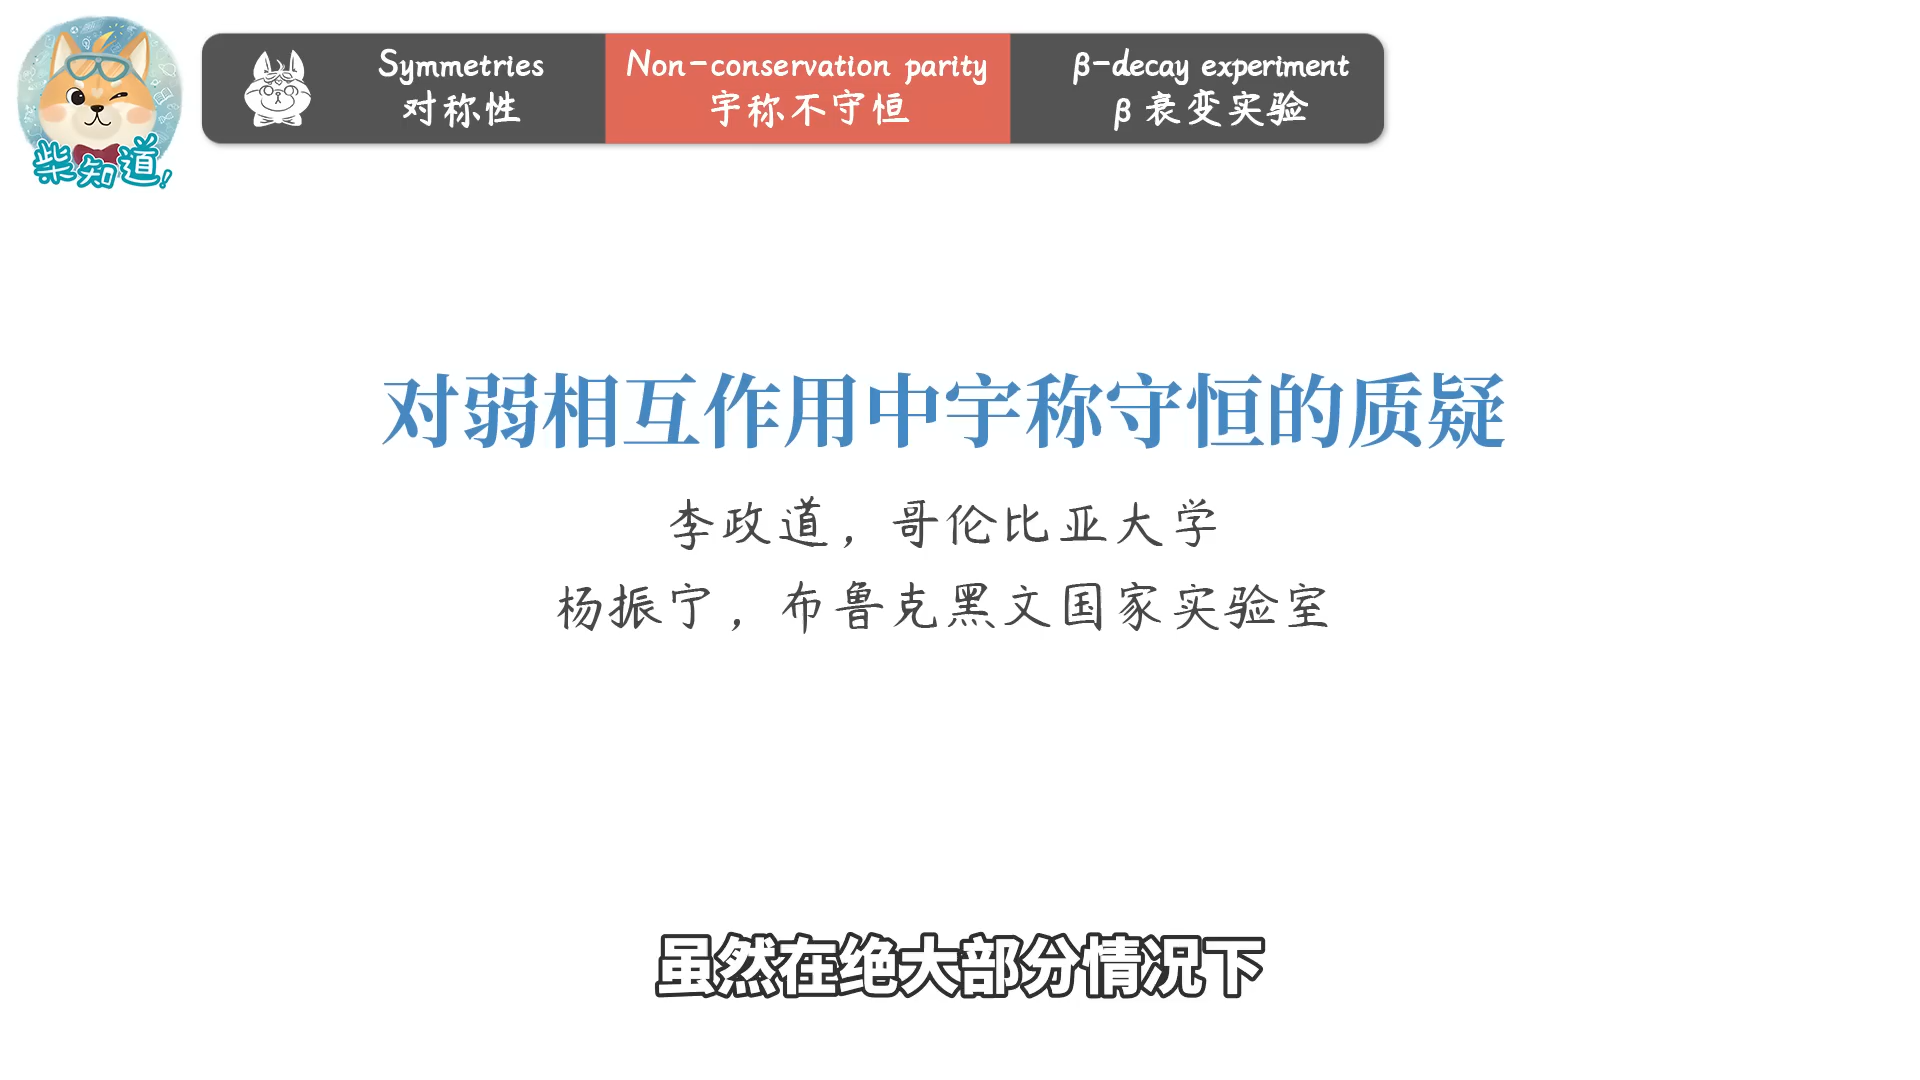 柴知道!
Symmetries
对称性
Non-conservation parity
宇称不守恒
β-decay experiment
β 衰变实验
对弱相互作用中宇称守恒的质疑
李政道，哥伦比亚大学
杨振宁，布鲁克黑文国家实验室
虽然在绝大部分情况下